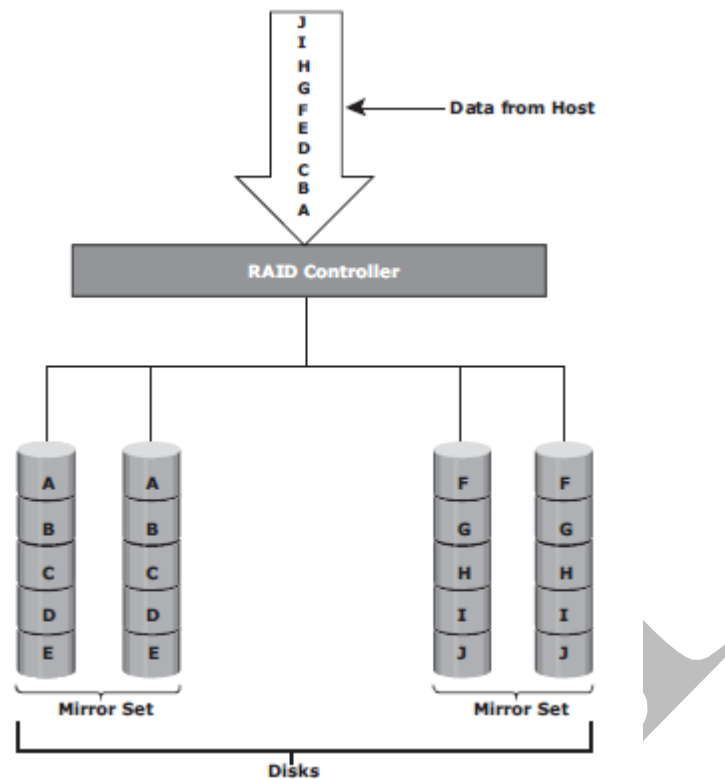 J
I
H
G
F
E
D
C
B
A
Data from Host
RAID Controller
A A F F
B B G G
C C H H
D D I I
E E J J
Mirror Set Mirror Set
Disks